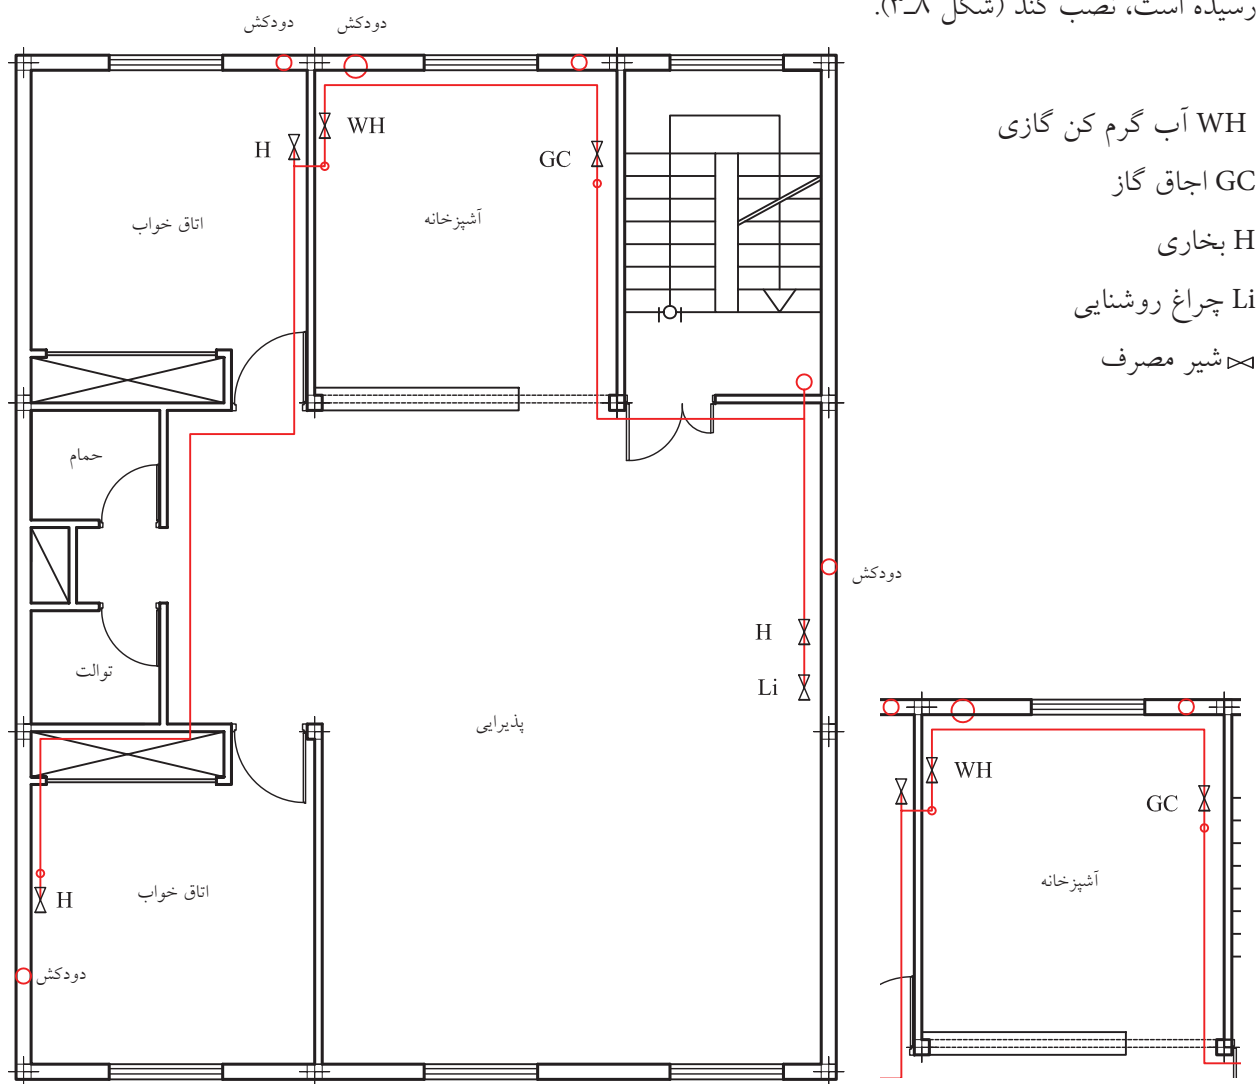 رسیده است، نصب کند (شکل ۸ـ۳).
دودکش
دودکش
WH آب گرم کن گازی
GC اجاق گاز
H بخاری
Li چراغ روشنایی
شیر مصرف
H
WH
GC
اتاق خواب
آشپزخانه
حمام
توالت
دودکش
H
Li
پذیرایی
اتاق خواب
H
دودکش
WH
GC
آشپزخانه